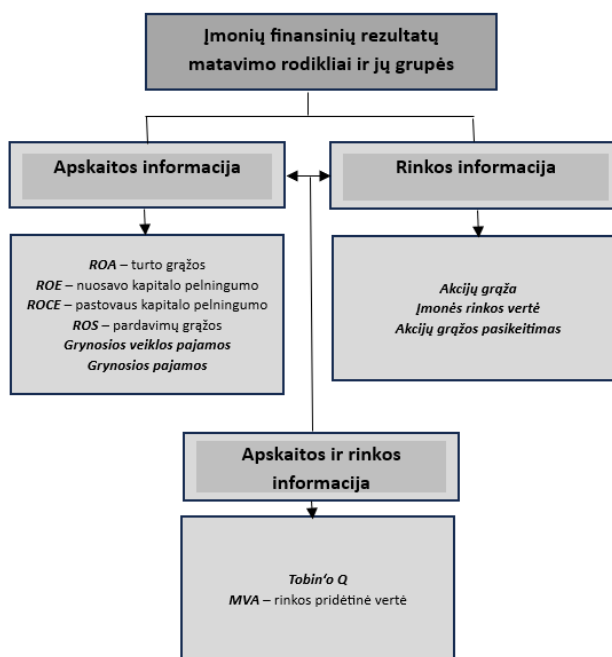 Įmonių finansinių rezultatų
matavimo rodikliai ir jų grupės
Apskaitos informacija
Rinkos informacija
ROA – turto grąžos
ROE – nuosavo kapitalo pelningumo
ROCE – pastovaus kapitalo pelningumo
ROS – pardavimų grąžos
Grynosios veiklos pajamos
Grynosios pajamos
Akcijų grąža
Įmonės rinkos vertė
Akcijų grąžos pasikeitimas
Apskaitos ir rinkos
informacija
Tobin‘o Q
MVA – rinkos pridėtinė vertė